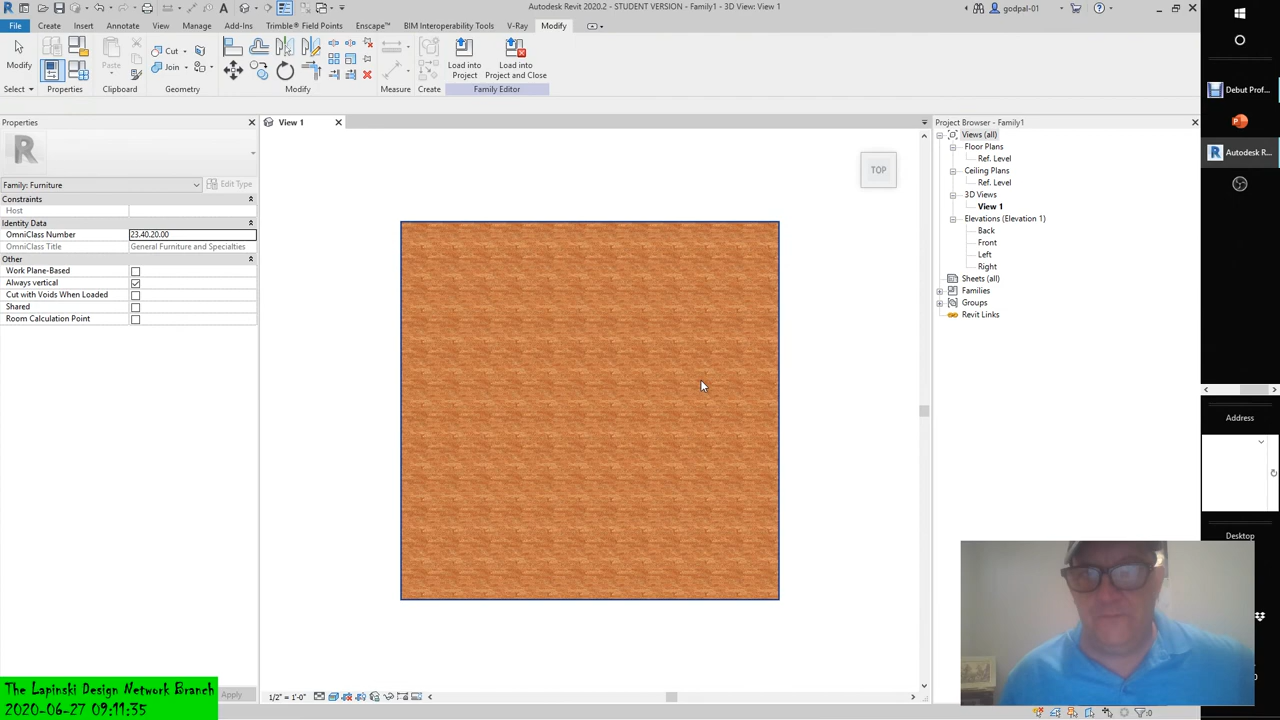 Autodesk Revit 2020.2 - STUDENT VERSION - Family1 - 3D View: View 1
godpal-01
File Create Insert Annotate View Manage Add-Ins Trimble® Field Points Enscape™ BIM Interoperability Tools V-Ray Modify
Modify
Paste
Cut
Join
Load into Project
Load into Project and Close
Select Properties Clipboard Geometry Modify Measure Create Family Editor
Properties
View 1
Project Browser - Family1
R
Family: Furniture
Edit Type
Constraints
Host
Identity Data
OmniClass Number 23.40.20.00
OmniClass Title General Furniture and Specialties
Other
Work Plane-Based
Always vertical
Cut with Voids When Loaded
Shared
Room Calculation Point
TOP
Views (all)
Floor Plans
Ref. Level
Ceiling Plans
Ref. Level
3D Views
View 1
Elevations (Elevation 1)
Back
Front
Left
Right
Sheets (all)
Families
Groups
Revit Links
Debut Prof...
Autodesk R...
Address
Desktop
Apply
1/2" = 1'-0"
:0
The Lapinski Design Network Branch
2020-06-27 09:11:35